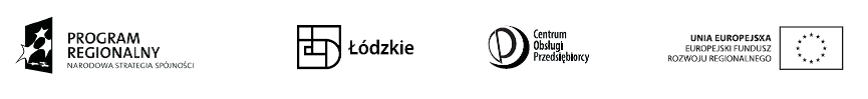 PROGRAM
REGIONALNY
NARODOWA STRATEGIA SPÓJNOŚCI
Łódzkie
Centrum
Obsługi
Przedsiębiorcy
UNIA EUROPEJSKA
EUROPEJSKI FUNDUSZ
ROZWOJU REGIONALNEGO